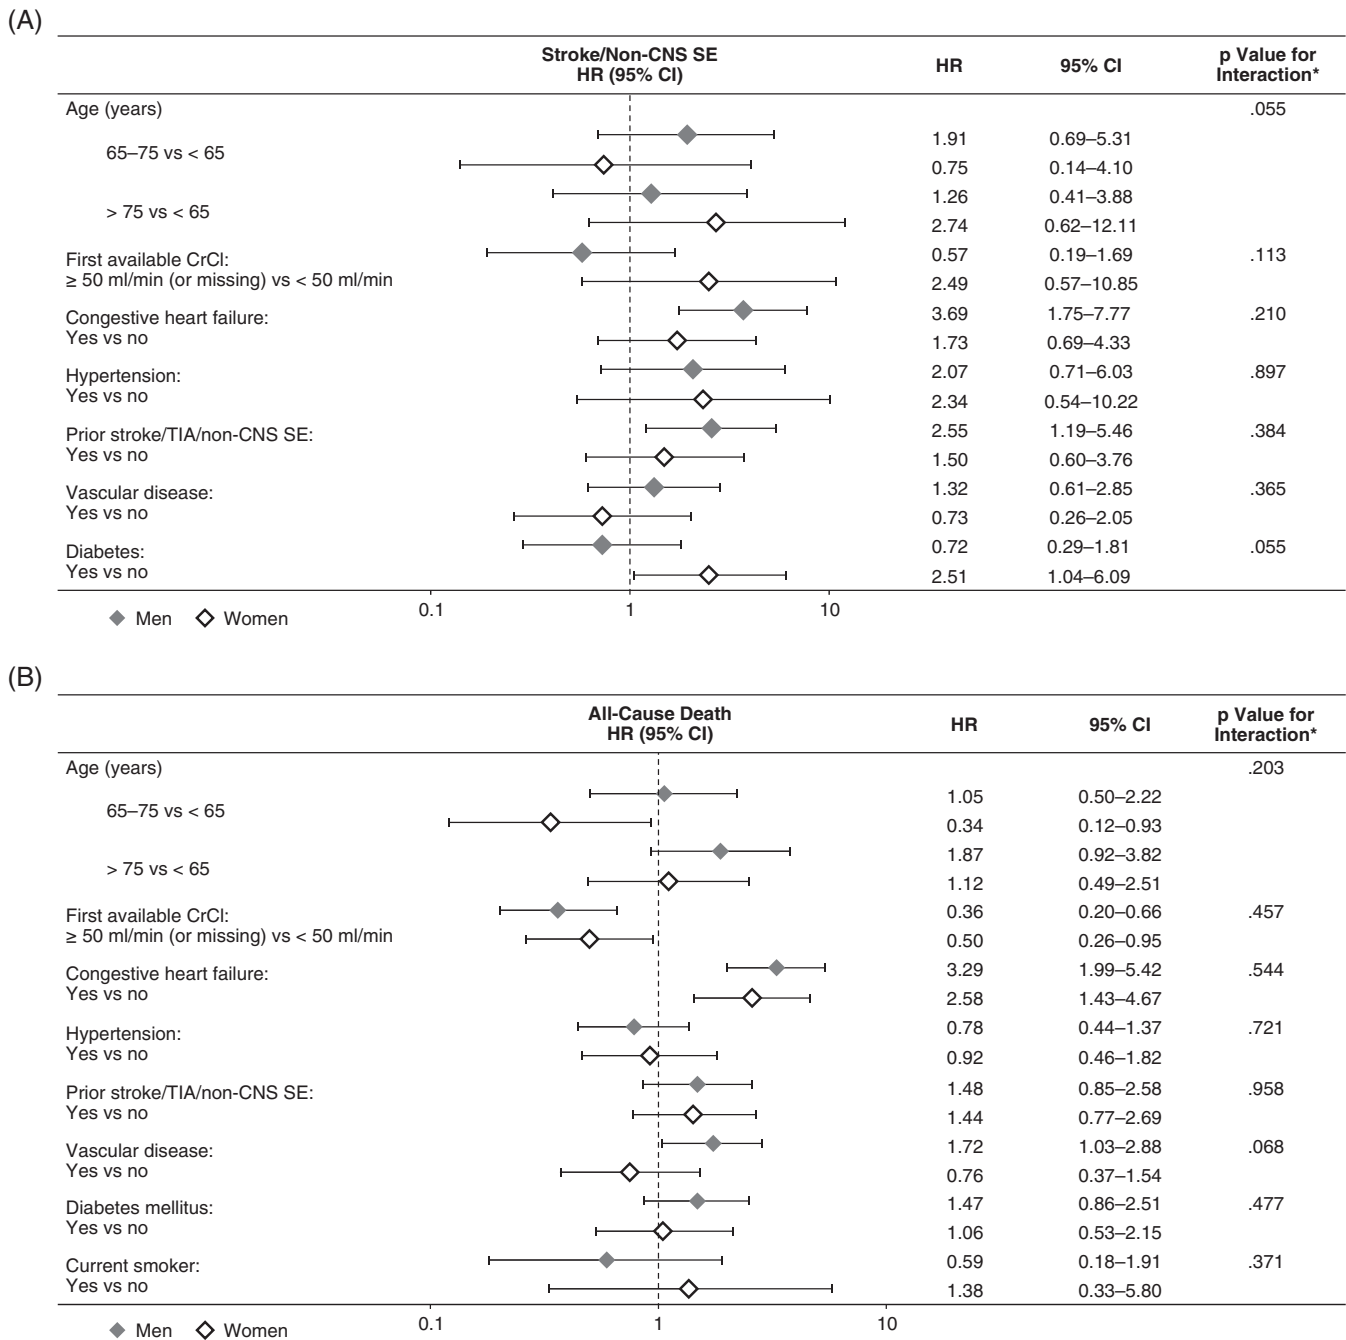 (A)
Stroke/Non-CNS SE
HR (95% CI)
HR
95% CI
p Value for
Interaction*
Age (years)
.055
65–75 vs < 65
1.91 0.69–5.31
0.75 0.14–4.10
> 75 vs < 65
1.26 0.41–3.88
2.74 0.62–12.11
First available CrCl:
≥ 50 ml/min (or missing) vs < 50 ml/min
0.57 0.19–1.69 .113
2.49 0.57–10.85
Congestive heart failure:
Yes vs no
3.69 1.75–7.77 .210
1.73 0.69–4.33
Hypertension:
Yes vs no
2.07 0.71–6.03 .897
2.34 0.54–10.22
Prior stroke/TIA/non-CNS SE:
Yes vs no
2.55 1.19–5.46 .384
1.50 0.60–3.76
Vascular disease:
Yes vs no
1.32 0.61–2.85 .365
0.73 0.26–2.05
Diabetes:
Yes vs no
0.72 0.29–1.81 .055
2.51 1.04–6.09
0.1 1 10
Men Women
(B)
All-Cause Death
HR (95% CI)
HR
95% CI
p Value for
Interaction*
Age (years)
.203
65–75 vs < 65
1.05 0.50–2.22
0.34 0.12–0.93
> 75 vs < 65
1.87 0.92–3.82
1.12 0.49–2.51
First available CrCl:
≥ 50 ml/min (or missing) vs < 50 ml/min
0.36 0.20–0.66 .457
0.50 0.26–0.95
Congestive heart failure:
Yes vs no
3.29 1.99–5.42 .544
2.58 1.43–4.67
Hypertension:
Yes vs no
0.78 0.44–1.37 .721
0.92 0.46–1.82
Prior stroke/TIA/non-CNS SE:
Yes vs no
1.48 0.85–2.58 .958
1.44 0.77–2.69
Vascular disease:
Yes vs no
1.72 1.03–2.88 .068
0.76 0.37–1.54
Diabetes mellitus:
Yes vs no
1.47 0.86–2.51 .477
1.06 0.53–2.15
Current smoker:
Yes vs no
0.59 0.18–1.91 .371
1.38 0.33–5.80
0.1 1 10
Men Women